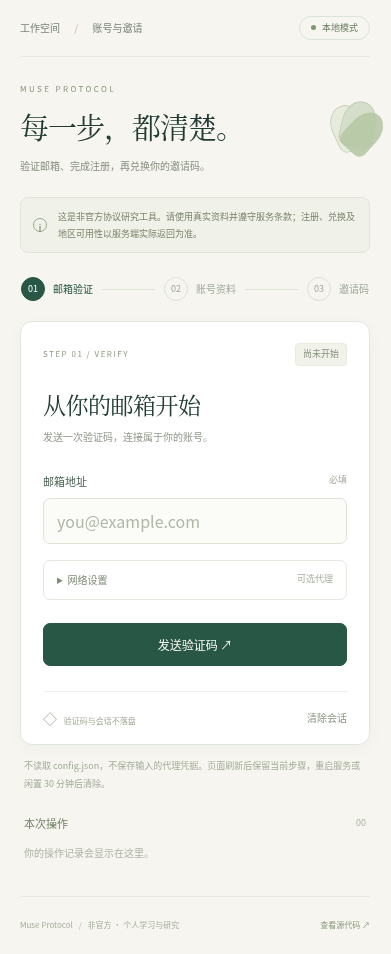 工作空间 / 账号与邀请
本地模式
MUSE PROTOCOL
每一步，都清楚。
验证邮箱、完成注册，再兑换你的邀请码。
这是非官方协议研究工具。请使用真实资料并遵守服务条款；注册、兑换及
地区可用性以服务端实际返回为准。
01 邮箱验证
02 账号资料
03 邀请码
STEP 01 / VERIFY
尚未开始
从你的邮箱开始
发送一次验证码，连接属于你的账号。
邮箱地址
必填
you@example.com
▶ 网络设置
可选代理
发送验证码 ↗
验证码与会话不落盘
清除会话
不读取 config.json，不保存输入的代理凭据。页面刷新后保留当前步骤，重启服务或
闲置 30 分钟后清除。
本次操作
00
你的操作记录会显示在这里。
Muse Protocol / 非官方 · 个人学习与研究
查看源代码 ↗